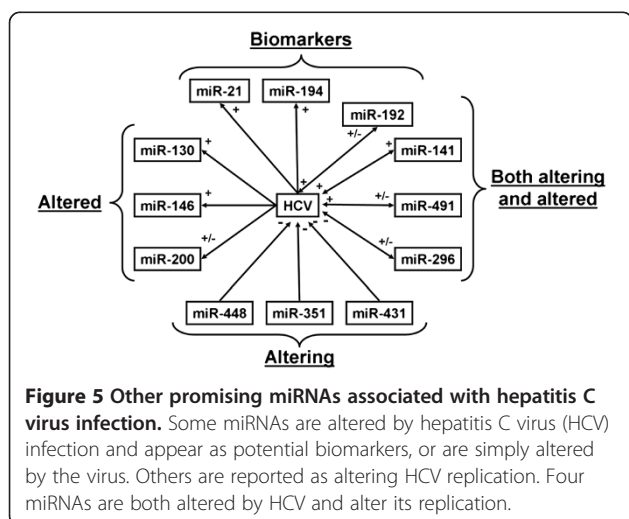 Biomarkers
miR-21
miR-194
miR-192
+
+
+/-
miR-130
+
+
miR-141
Altered
miR-146
+
HCV
+
+
+
+/-
miR-491
Both altering
and altered
miR-200
+/-
- - - - -
+/-
miR-296
miR-448
miR-351
miR-431
Altering
Figure 5 Other promising miRNAs associated with hepatitis C
virus infection. Some miRNAs are altered by hepatitis C virus (HCV)
infection and appear as potential biomarkers, or are simply altered
by the virus. Others are reported as altering HCV replication. Four
miRNAs are both altered by HCV and alter its replication.